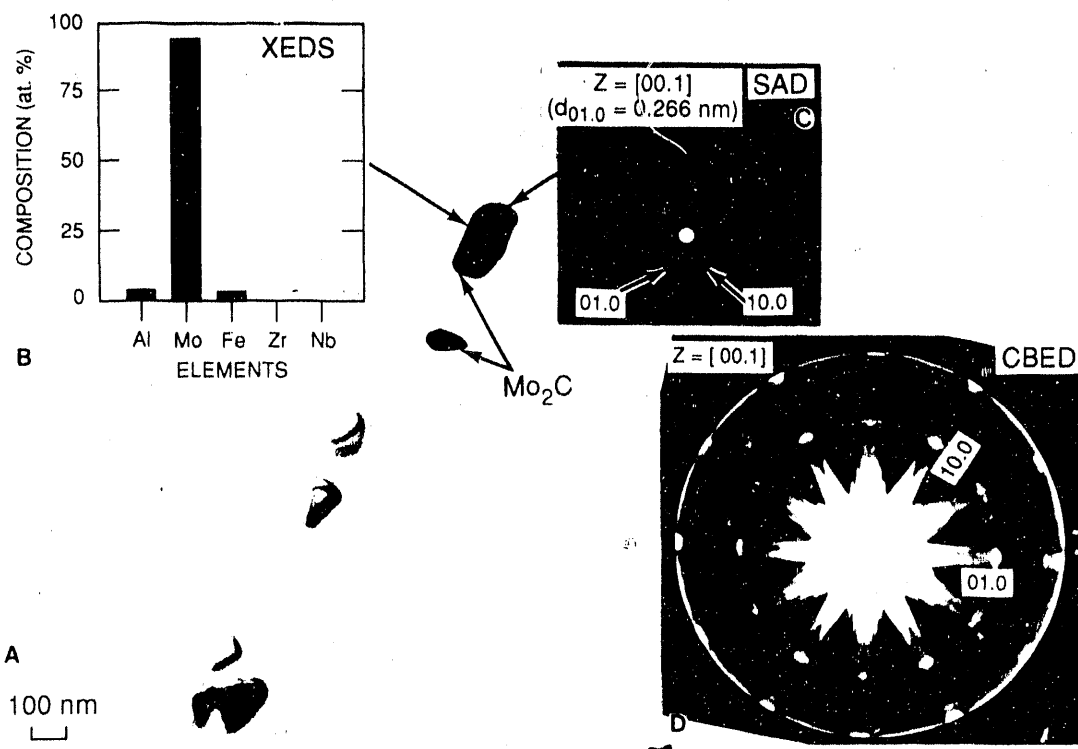 100
XEDS
75
50
25
0
COMPOSITION (at. %)
Al Mo Fe Zr Nb
ELEMENTS
B
Z = [00.1]
SAD
(d01.0 = 0.266 nm)
C
01.0
10.0
Mo2C
Z = [00.1]
CBED
10.0
01.0
D
A
100 nm